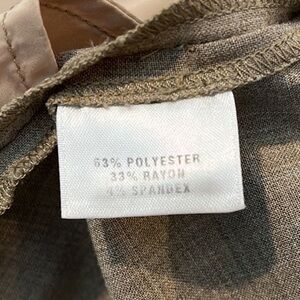 63% POLYESTER
33% RAYON
4% SPANDEX